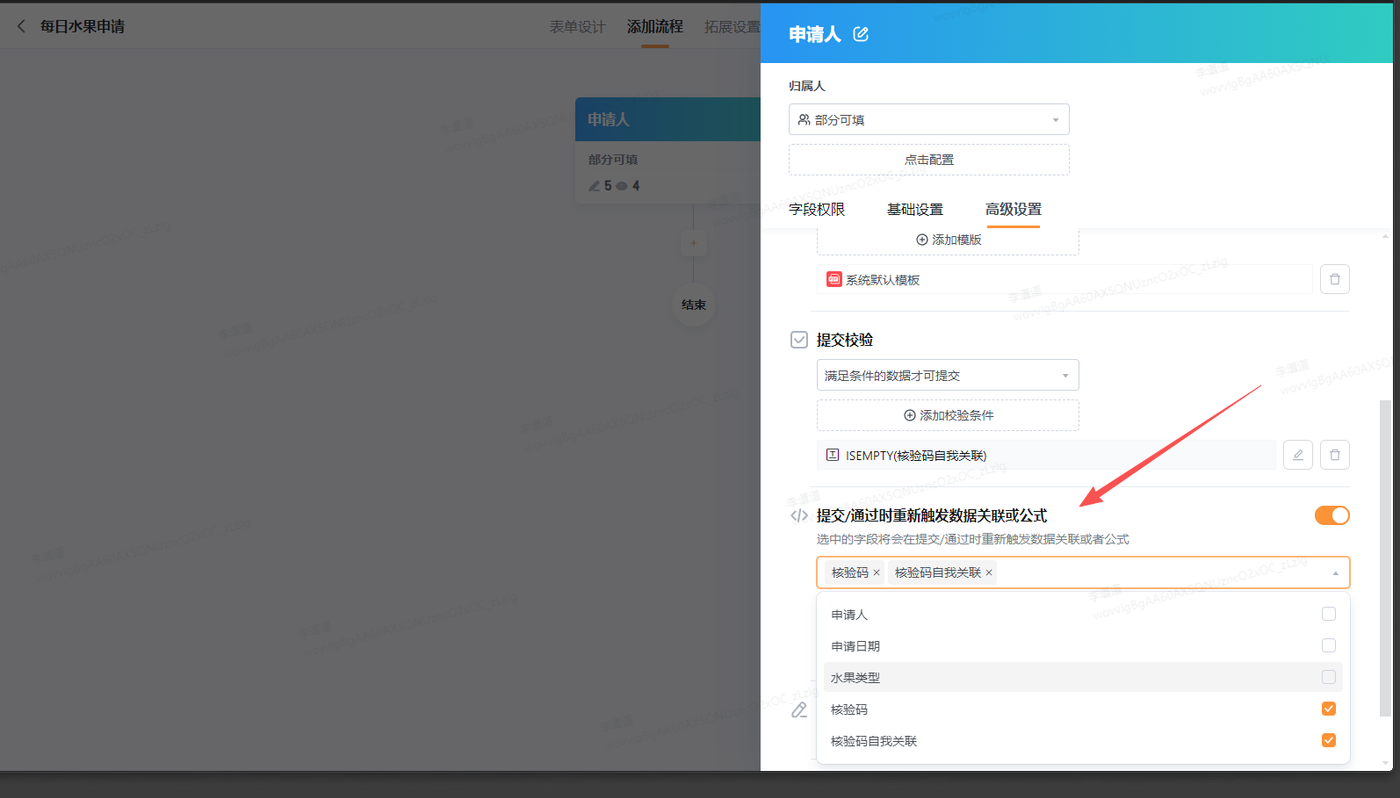 每日水果申请
表单设计 添加流程 拓展设置
申请人
部分可填
5 4
+
结束
申请人
归属人
部分可填
点击配置
字段权限 基础设置 高级设置
添加模版
系统默认模板
提交校验
满足条件的数据才可提交
添加校验条件
ISEMPTY(核验码自我关联)
提交/通过时重新触发数据关联或公式
选中的字段将会在提交/通过时重新触发数据关联或者公式
核验码 × 核验码自我关联 ×
申请人
申请日期
水果类型
核验码
核验码自我关联